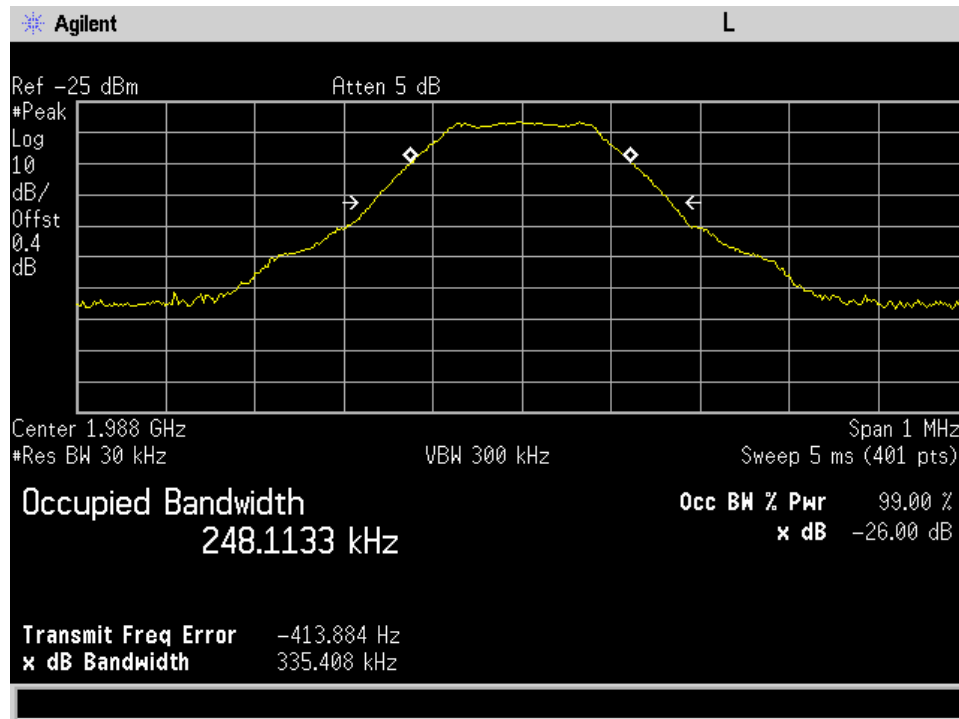 Agilent L
Ref -25 dBm Atten 5 dB
#Peak
Log
10
dB/
Offst
0.4
dB
Center 1.988 GHz Span 1 MHz
#Res BW 30 kHz VBW 300 kHz Sweep 5 ms (401 pts)
Occupied Bandwidth Occ BW % Pwr 99.00 %
248.1133 kHz x dB -26.00 dB
Transmit Freq Error -413.884 Hz
x dB Bandwidth 335.408 kHz